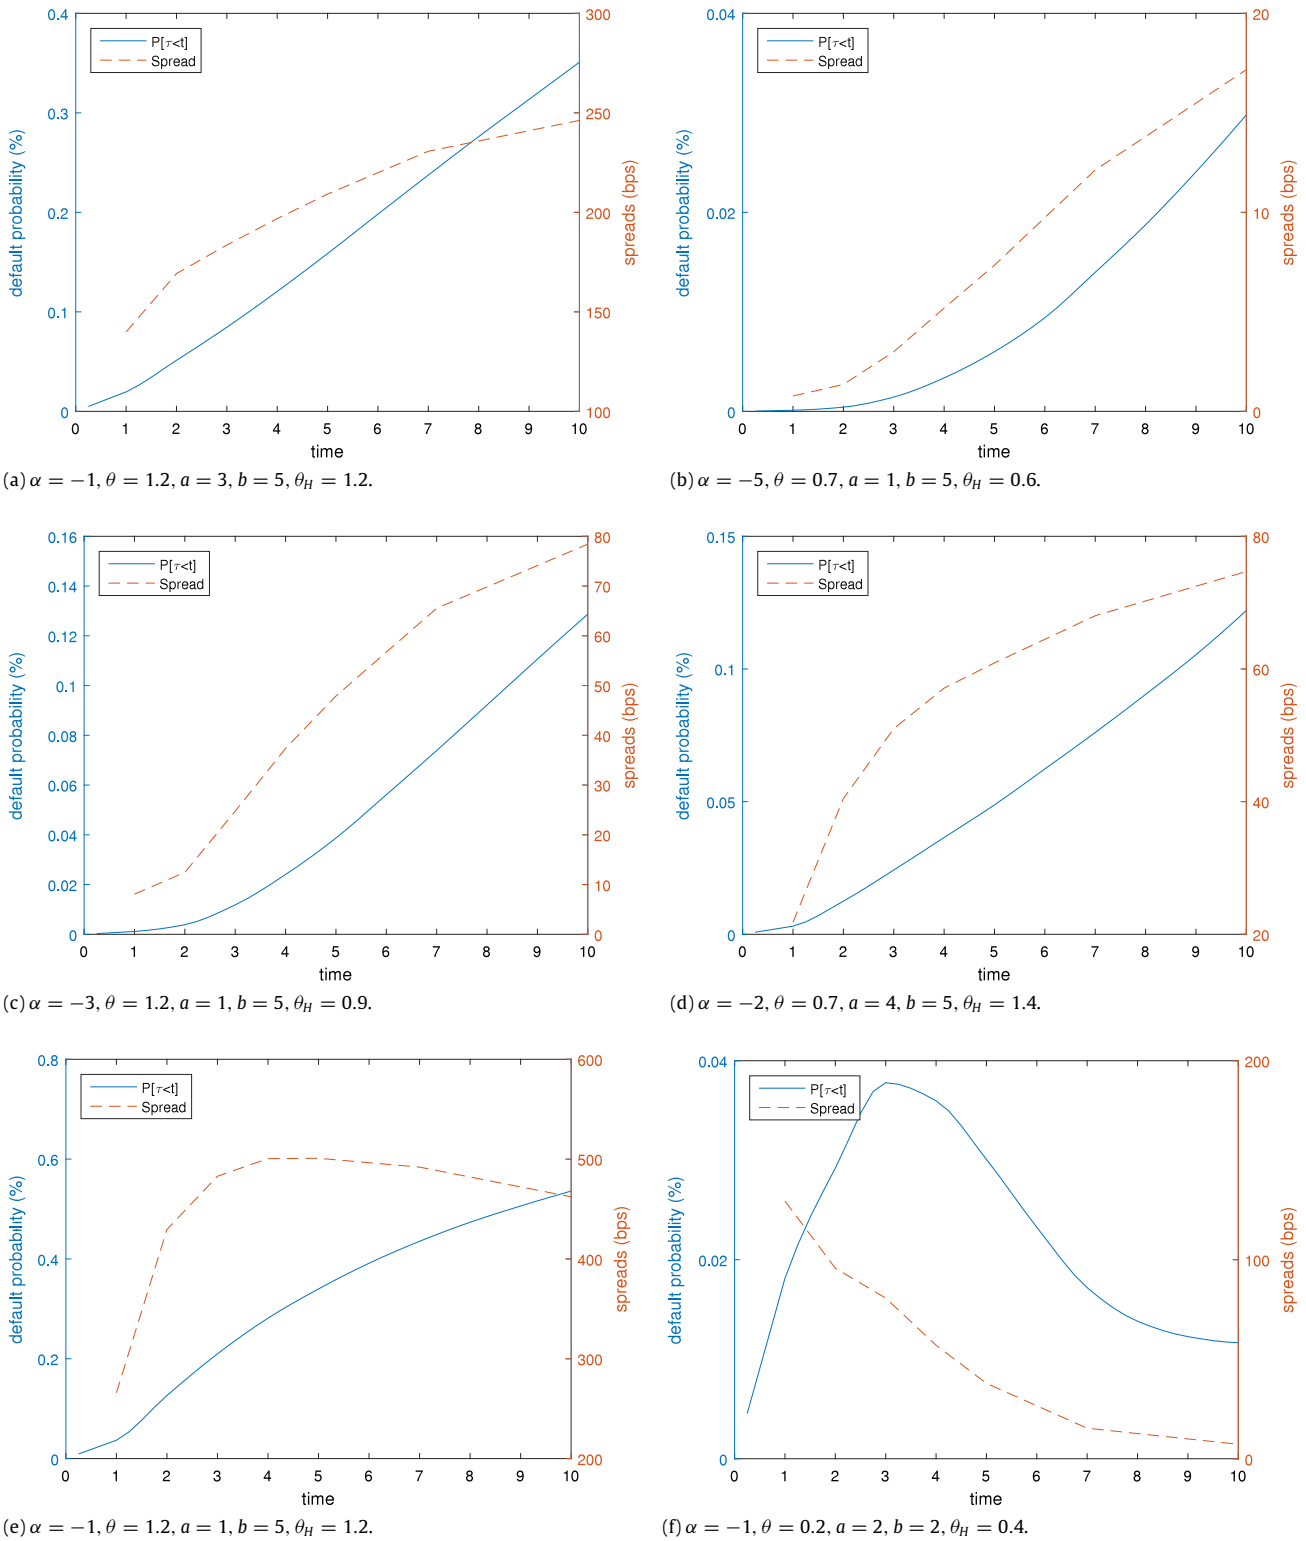 0.4
0.3
0.2
0.1
0
300
250
200
150
100
P[τ<t]
Spread
default probability (%)
spreads (bps)
0 1 2 3 4 5 6 7 8 9 10
time
(a) α = −1, θ = 1.2, a = 3, b = 5, θ_H = 1.2.
0.04
0.02
0
20
10
0
P[τ<t]
Spread
default probability (%)
spreads (bps)
0 1 2 3 4 5 6 7 8 9 10
time
(b) α = −5, θ = 0.7, a = 1, b = 5, θ_H = 0.6.
0.16
0.14
0.12
0.1
0.08
0.06
0.04
0.02
0
80
70
60
50
40
30
20
10
0
P[τ<t]
Spread
default probability (%)
spreads (bps)
0 1 2 3 4 5 6 7 8 9 10
time
(c) α = −3, θ = 1.2, a = 1, b = 5, θ_H = 0.9.
0.15
0.1
0.05
0
80
60
40
20
P[τ<t]
Spread
default probability (%)
spreads (bps)
0 1 2 3 4 5 6 7 8 9 10
time
(d) α = −2, θ = 0.7, a = 4, b = 5, θ_H = 1.4.
0.8
0.6
0.4
0.2
0
600
500
400
300
200
P[τ<t]
Spread
default probability (%)
spreads (bps)
0 1 2 3 4 5 6 7 8 9 10
time
(e) α = −1, θ = 1.2, a = 1, b = 5, θ_H = 1.2.
0.04
0.02
0
200
100
0
P[τ<t]
Spread
default probability (%)
spreads (bps)
0 1 2 3 4 5 6 7 8 9 10
time
(f) α = −1, θ = 0.2, a = 2, b = 2, θ_H = 0.4.